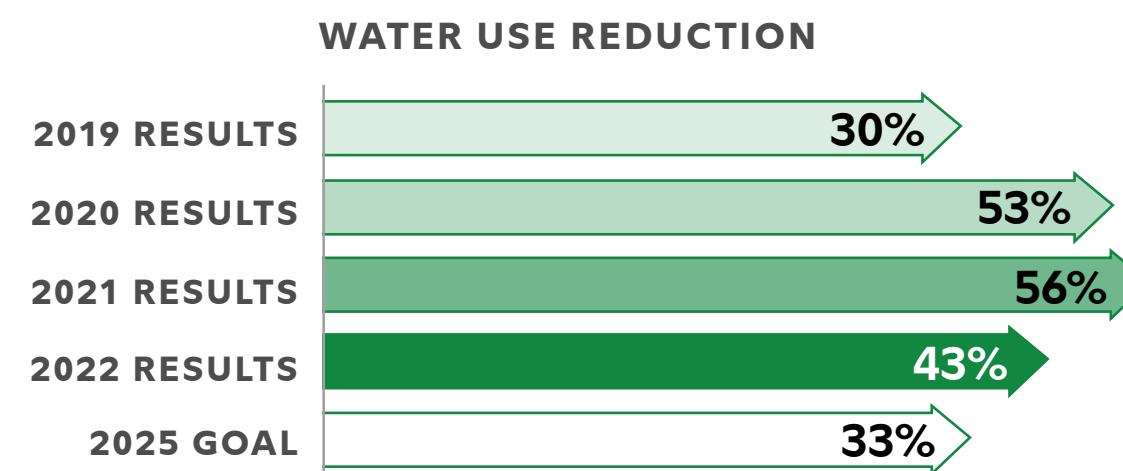 WATER USE REDUCTION
2019 RESULTS 30%
2020 RESULTS 53%
2021 RESULTS 56%
2022 RESULTS 43%
2025 GOAL 33%